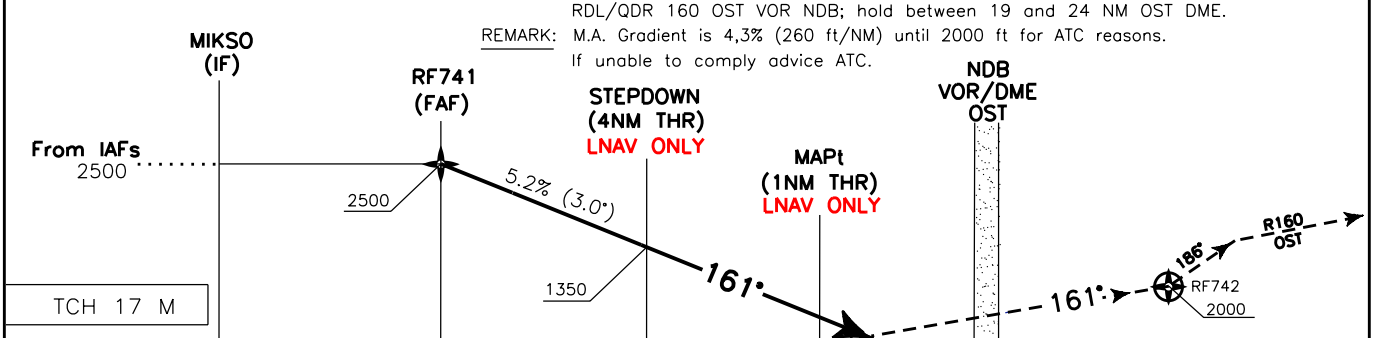 RDL/QDR 160 OST VOR NDB; hold between 19 and 24 NM OST DME.
REMARK: M.A. Gradient is 4,3% (260 ft/NM) until 2000 ft for ATC reasons.
If unable to comply advice ATC.
MIKSO
(IF)
RF741
(FAF)
STEPDOWN
(4NM THR)
LNAV ONLY
MAPt
(1NM THR)
LNAV ONLY
NDB
VOR/DME
OST
From IAFs
2500
2500
5.2% (3.0°)
1350
161°
161°
186°
R160
OST
RF742
2000
TCH 17 M